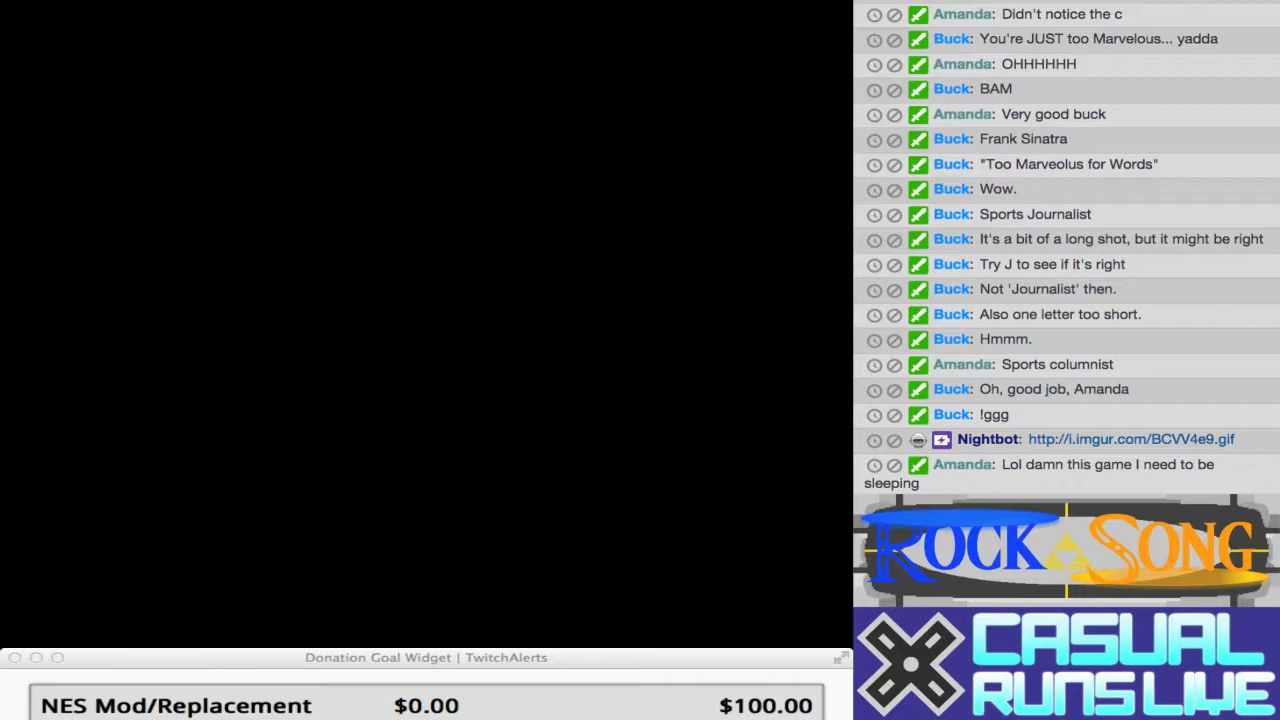 Amanda: Didn't notice the c
Buck: You're JUST too Marvelous... yadda
Amanda: OHHHHHH
Buck: BAM
Amanda: Very good buck
Buck: Frank Sinatra
Buck: "Too Marveolus for Words"
Buck: Wow.
Buck: Sports Journalist
Buck: It's a bit of a long shot, but it might be right
Buck: Try J to see if it's right
Buck: Not 'Journalist' then.
Buck: Also one letter too short.
Buck: Hmmm.
Amanda: Sports columnist
Buck: Oh, good job, Amanda
Buck: !ggg
Nightbot: http://i.imgur.com/BCVV4e9.gif
Amanda: Lol damn this game I need to be
sleeping
ROCK SONG
CASUAL
RUNS LIVE
Donation Goal Widget | TwitchAlerts
NES Mod/Replacement $0.00 $100.00